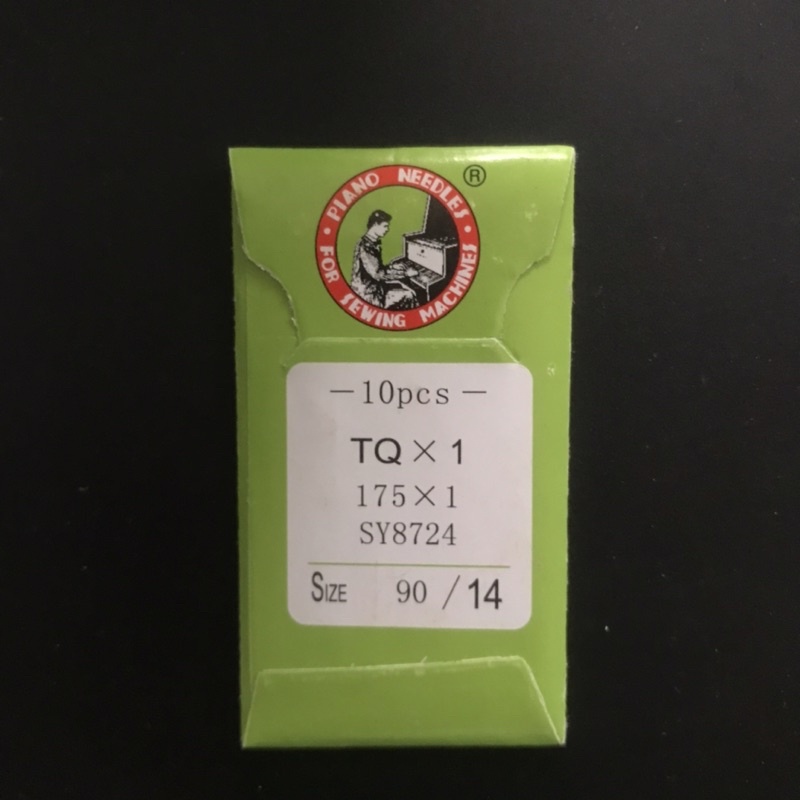 PIANO NEEDLES ®
FOR SEWING MACHINES
—10pcs—
TQ×1
175×1
SY8724
SIZE 90 / 14